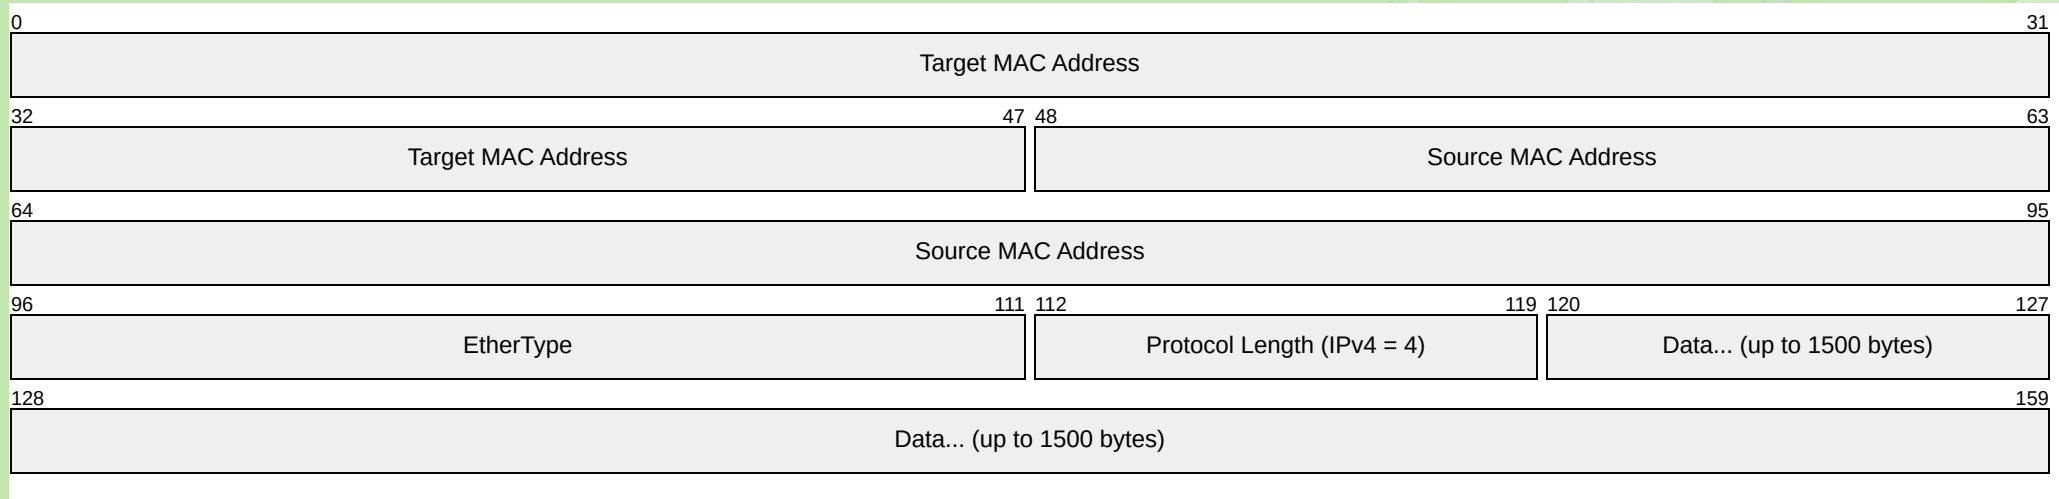 0 31
Target MAC Address
32 47 48 63
Target MAC Address Source MAC Address
64 95
Source MAC Address
96 111 112 119 120 127
EtherType Protocol Length (IPv4 = 4) Data... (up to 1500 bytes)
128 159
Data... (up to 1500 bytes)